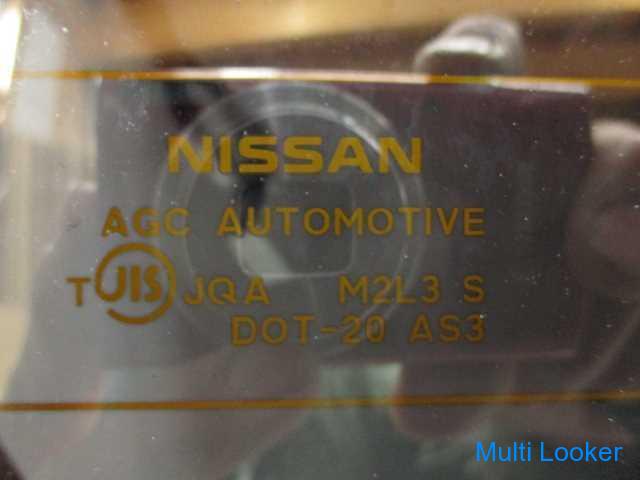 NISSAN
AGC AUTOMOTIVE
T JIS JQA M2L3 S
DOT-20 AS3
Multi Looker